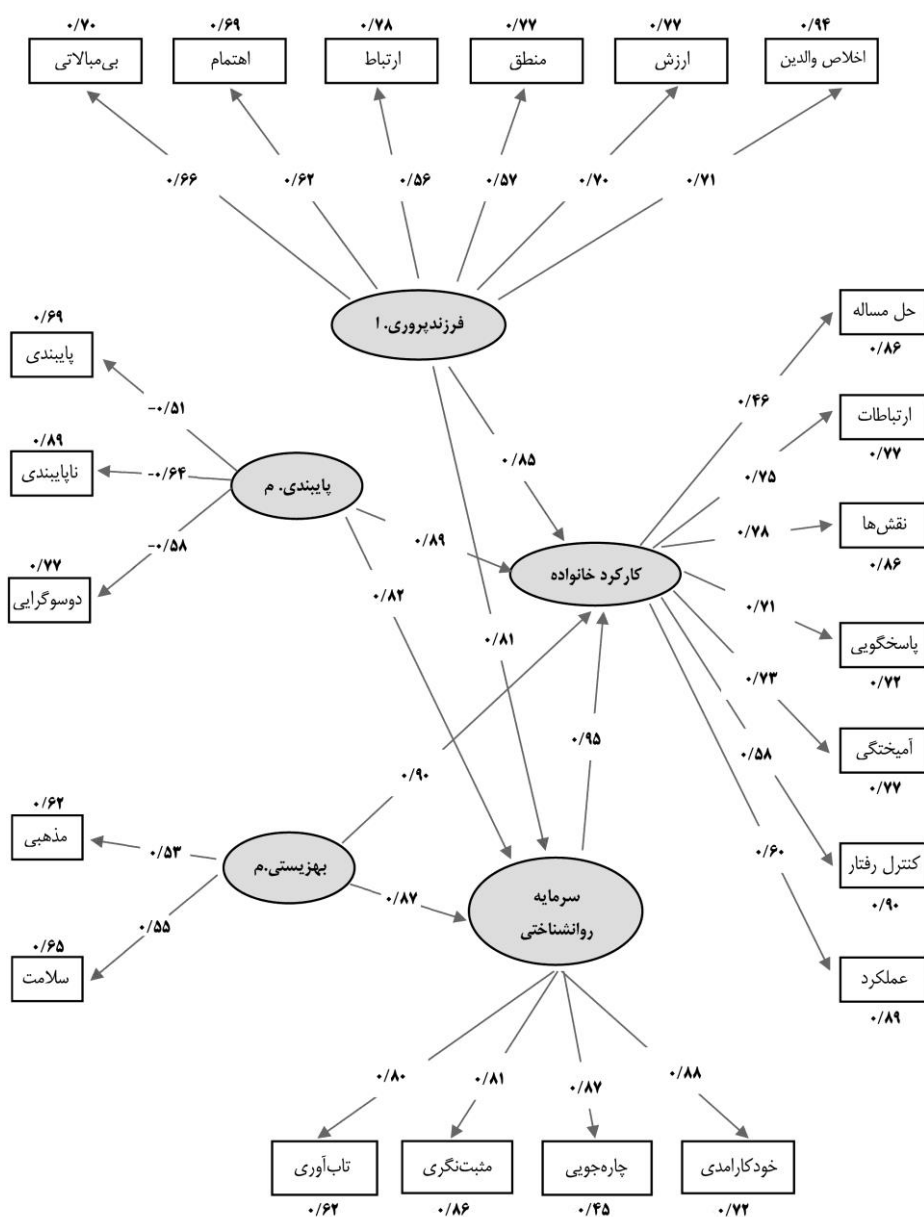 ۰/۹۴ ۰/۷۷ ۰/۷۷ ۰/۷۸ ۰/۶۹ ۰/۷۰
اخلاص والدین ارزش منطق ارتباط اهتمام بی‌مبالاتی
۰/۷۱ ۰/۷۰ ۰/۵۷ ۰/۵۶ ۰/۶۲ ۰/۶۶
فرزندپروری. ا
حل مساله
۰/۸۶
۰/۴۶
ارتباطات
۰/۷۷
۰/۷۵
نقش‌ها
۰/۸۶
۰/۷۸
پاسخگویی
۰/۷۲
۰/۷۱
آمیختگی
۰/۷۷
۰/۷۳
کنترل رفتار
۰/۹۰
۰/۵۸
عملکرد
۰/۸۹
۰/۶۰
کارکرد خانواده
۰/۸۵
۰/۸۹
۰/۸۱
۰/۸۲
۰/۹۵
۰/۹۰
۰/۸۷
۰/۶۹
پایبندی
-۰/۵۱
۰/۸۹
ناپایبندی
-۰/۶۴
۰/۷۷
دوسوگرایی
-۰/۵۸
پایبندی. م
۰/۶۲
مذهبی
۰/۵۳
۰/۶۵
سلامت
۰/۵۵
بهزیستی.م
سرمایه
روانشناختی
۰/۸۸ ۰/۸۷ ۰/۸۱ ۰/۸۰
خودکارامدی چاره‌جویی مثبت‌نگری تاب‌آوری
۰/۷۲ ۰/۴۵ ۰/۸۶ ۰/۶۲